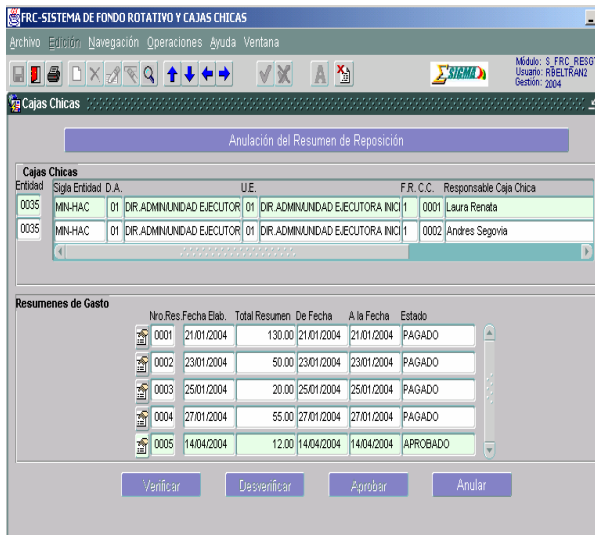 FRC-SISTEMA DE FONDO ROTATIVO Y CAJAS CHICAS
Archivo Edición Navegación Operaciones Ayuda Ventana
SIGMA
Módulo: S_FRC_RESG
Usuario: RBELTRAN2
Gestión: 2004
Cajas Chicas
Anulación del Resumen de Reposición
Cajas Chicas
Entidad Sigla Entidad D.A. U.E. F.R. C.C. Responsable Caja Chica
0035 MIN-HAC 01 DIR.ADMIN/UNIDAD EJECUTOR 01 DIR.ADMIN/UNIDAD EJECUTORA INICI 1 0001 Laura Renata
0035 MIN-HAC 01 DIR.ADMIN/UNIDAD EJECUTOR 01 DIR.ADMIN/UNIDAD EJECUTORA INICI 1 0002 Andres Segovia
Resumenes de Gasto
Nro.Res. Fecha Elab. Total Resumen De Fecha A la Fecha Estado
0001 21/01/2004 130.00 21/01/2004 21/01/2004 PAGADO
0002 23/01/2004 50.00 23/01/2004 23/01/2004 PAGADO
0003 25/01/2004 20.00 25/01/2004 25/01/2004 PAGADO
0004 27/01/2004 55.00 27/01/2004 27/01/2004 PAGADO
0005 14/04/2004 12.00 14/04/2004 14/04/2004 APROBADO
Verificar Desverificar Aprobar Anular